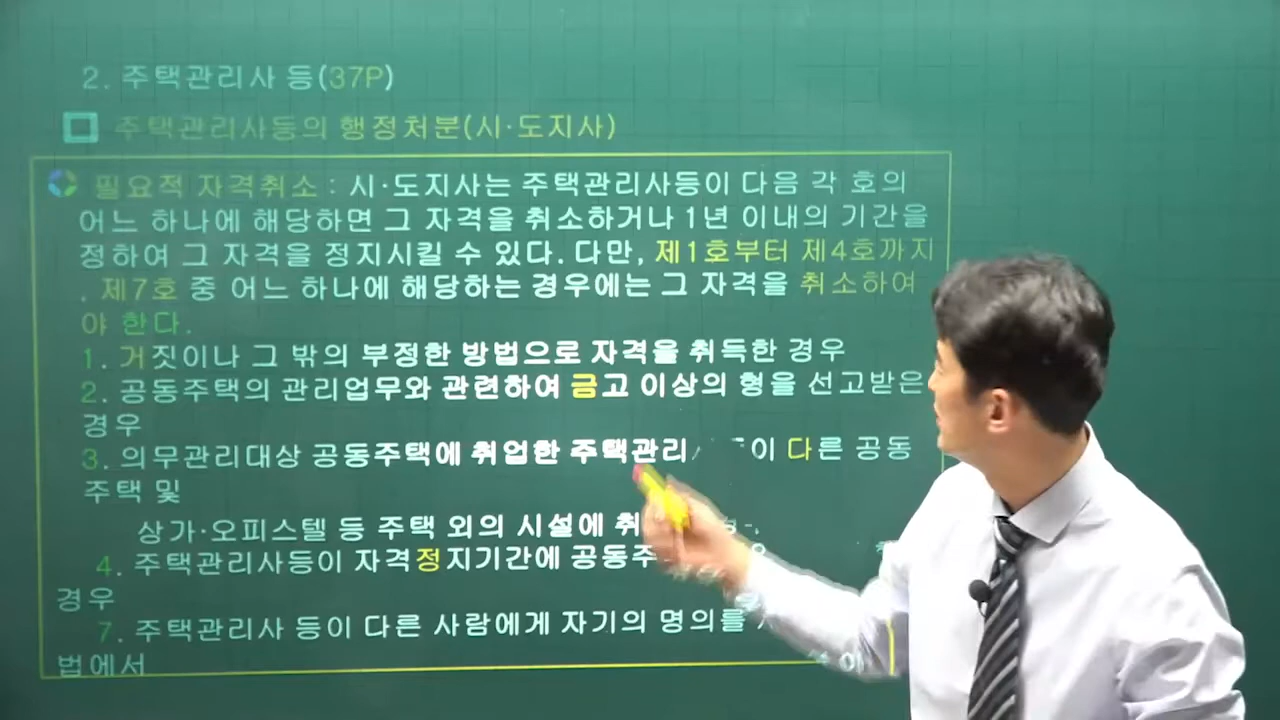 2. 주택관리사 등(37P)
주택관리사등의 행정처분(시·도지사)
필요적 자격취소 : 시·도지사는 주택관리사등이 다음 각 호의
어느 하나에 해당하면 그 자격을 취소하거나 1년 이내의 기간을
정하여 그 자격을 정지시킬 수 있다. 다만, 제1호부터 제4호까지
, 제7호 중 어느 하나에 해당하는 경우에는 그 자격을 취소하여
야 한다.
1. 거짓이나 그 밖의 부정한 방법으로 자격을 취득한 경우
2. 공동주택의 관리업무와 관련하여 금고 이상의 형을 선고받은
경우
3. 의무관리대상 공동주택에 취업한 주택관리 이 다른 공동
주택 및
상가·오피스텔 등 주택 외의 시설에
4. 주택관리사등이 자격정지기간에
경우
7. 주택관리사 등이 다른 사람에게 자기의 명의를
법에서